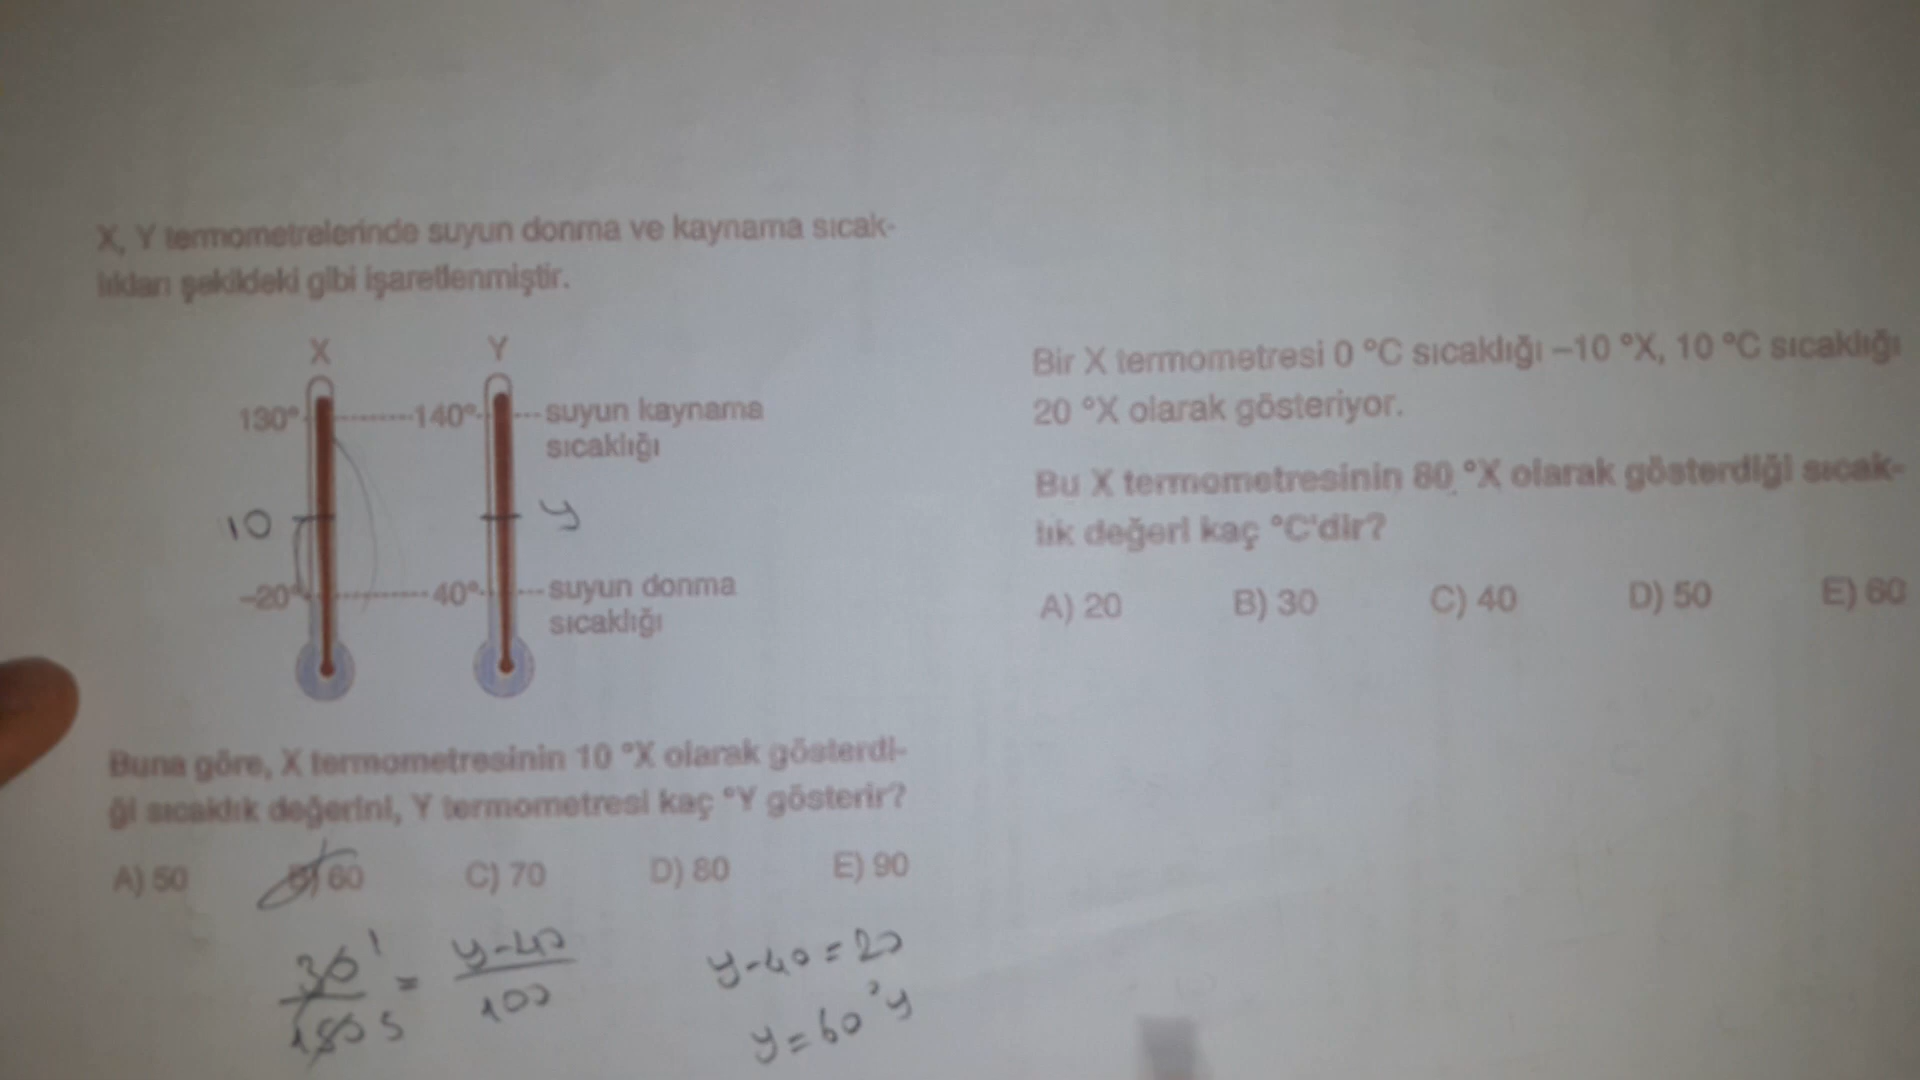 X, Y termometrelerinde suyun donma ve kaynama sıcak-
lıkları şekildeki gibi işaretlenmiştir.
X Y
130° 140° suyun kaynama
sıcaklığı
10 y
-20° 40° suyun donma
sıcaklığı
Buna göre, X termometresinin 10 °X olarak gösterdi-
ği sıcaklık değerini, Y termometresi kaç °Y gösterir?
A) 50 B) 60 C) 70 D) 80 E) 90
30 1 = y-40
150 5 100
y-40=20
y=60°y
Bir X termometresi 0 °C sıcaklığı -10 °X, 10 °C sıcaklığı
20 °X olarak gösteriyor.
Bu X termometresinin 80 °X olarak gösterdiği sıcak-
lık değeri kaç °C'dir?
A) 20 B) 30 C) 40 D) 50 E) 60